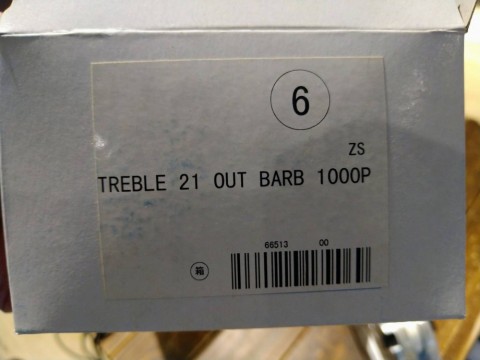 6
ZS
TREBLE 21 OUT BARB 1000P
66513 00
箱